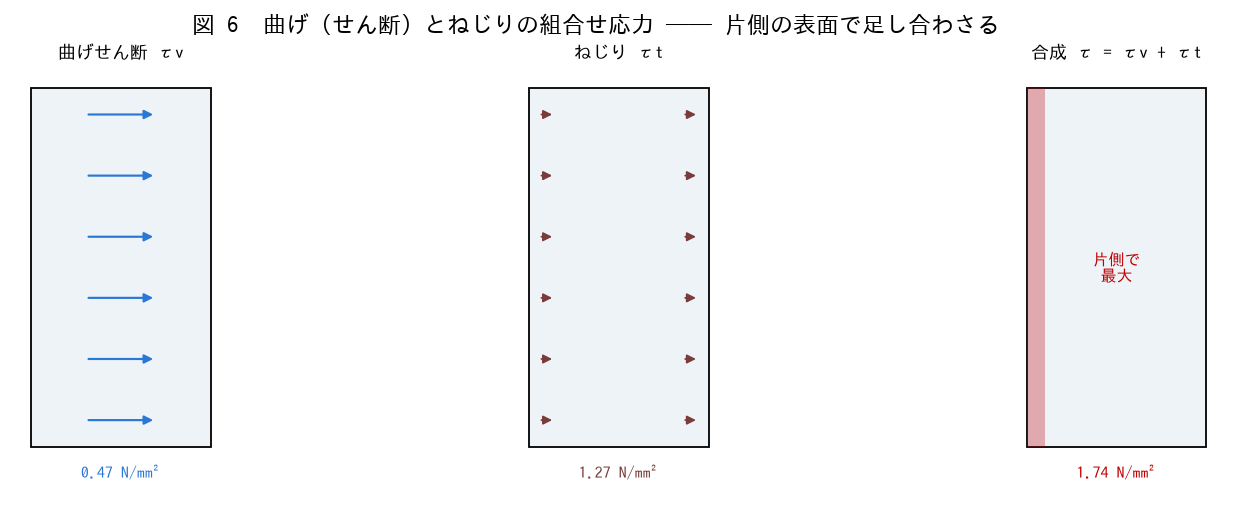 図 6　曲げ（せん断）とねじりの組合せ応力 ―― 片側の表面で足し合わさる
曲げせん断 τv
ねじり τt
合成 τ = τv + τt
片側で
最大
0.47 N/mm²
1.27 N/mm²
1.74 N/mm²